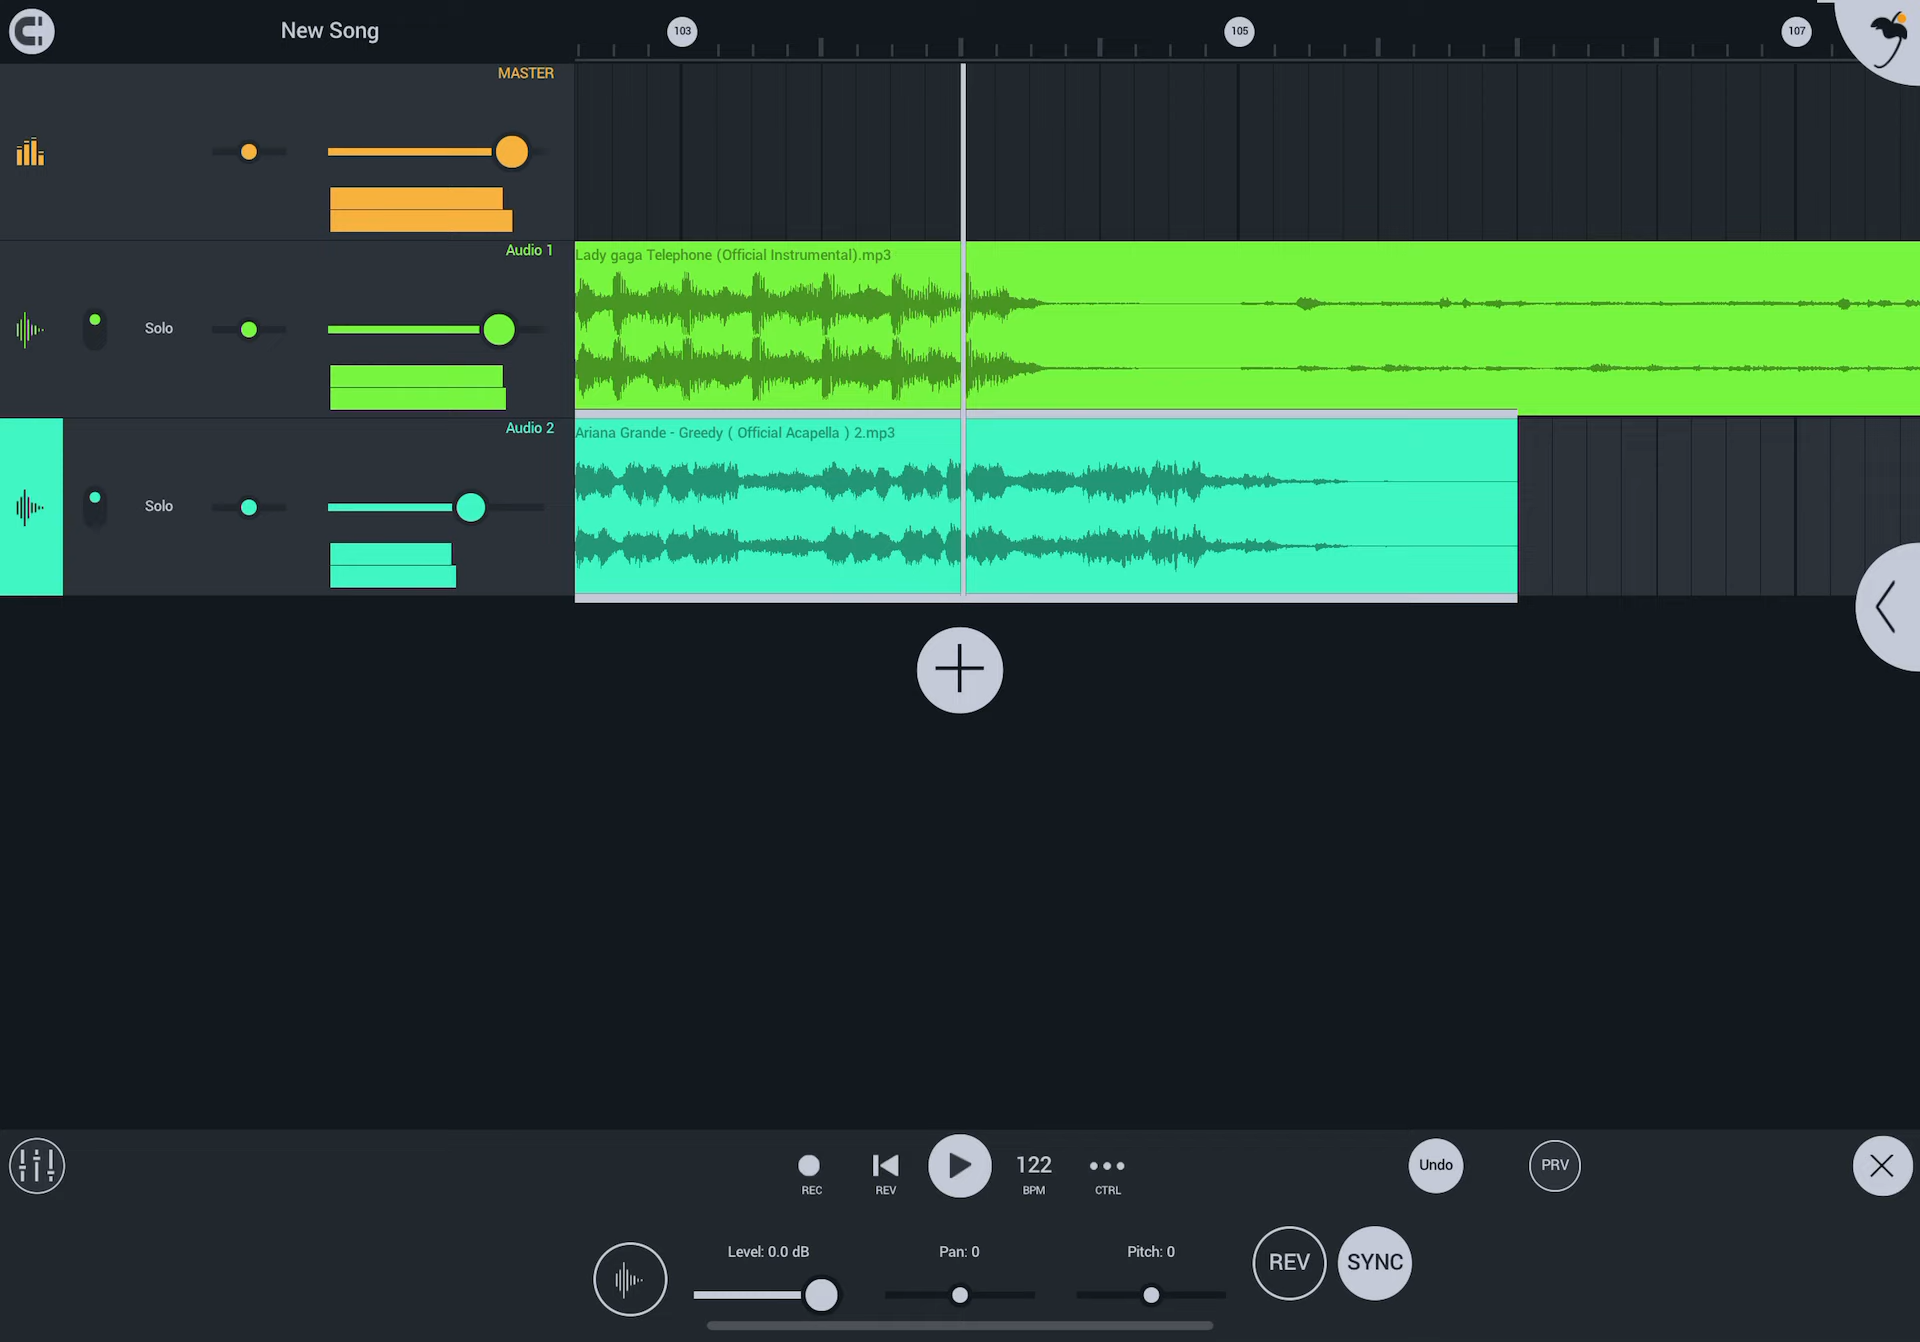 New Song
103
105
107
MASTER
Audio 1
Lady gaga Telephone (Official Instrumental).mp3
Solo
Audio 2
Ariana Grande - Greedy ( Official Acapella ) 2.mp3
Solo
122
Undo
PRV
REC
REV
BPM
CTRL
Level: 0.0 dB
Pan: 0
Pitch: 0
REV
SYNC